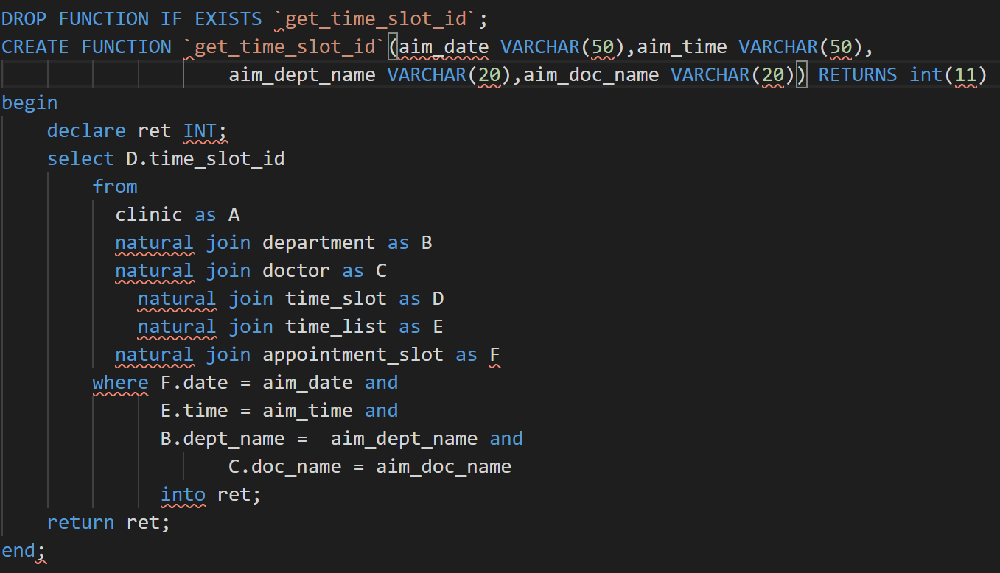 DROP FUNCTION IF EXISTS `get_time_slot_id`;
CREATE FUNCTION `get_time_slot_id`(aim_date VARCHAR(50),aim_time VARCHAR(50),
aim_dept_name VARCHAR(20),aim_doc_name VARCHAR(20)) RETURNS int(11)
begin
declare ret INT;
select D.time_slot_id
from
clinic as A
natural join department as B
natural join doctor as C
natural join time_slot as D
natural join time_list as E
natural join appointment_slot as F
where F.date = aim_date and
E.time = aim_time and
B.dept_name =  aim_dept_name and
C.doc_name = aim_doc_name
into ret;
return ret;
end;